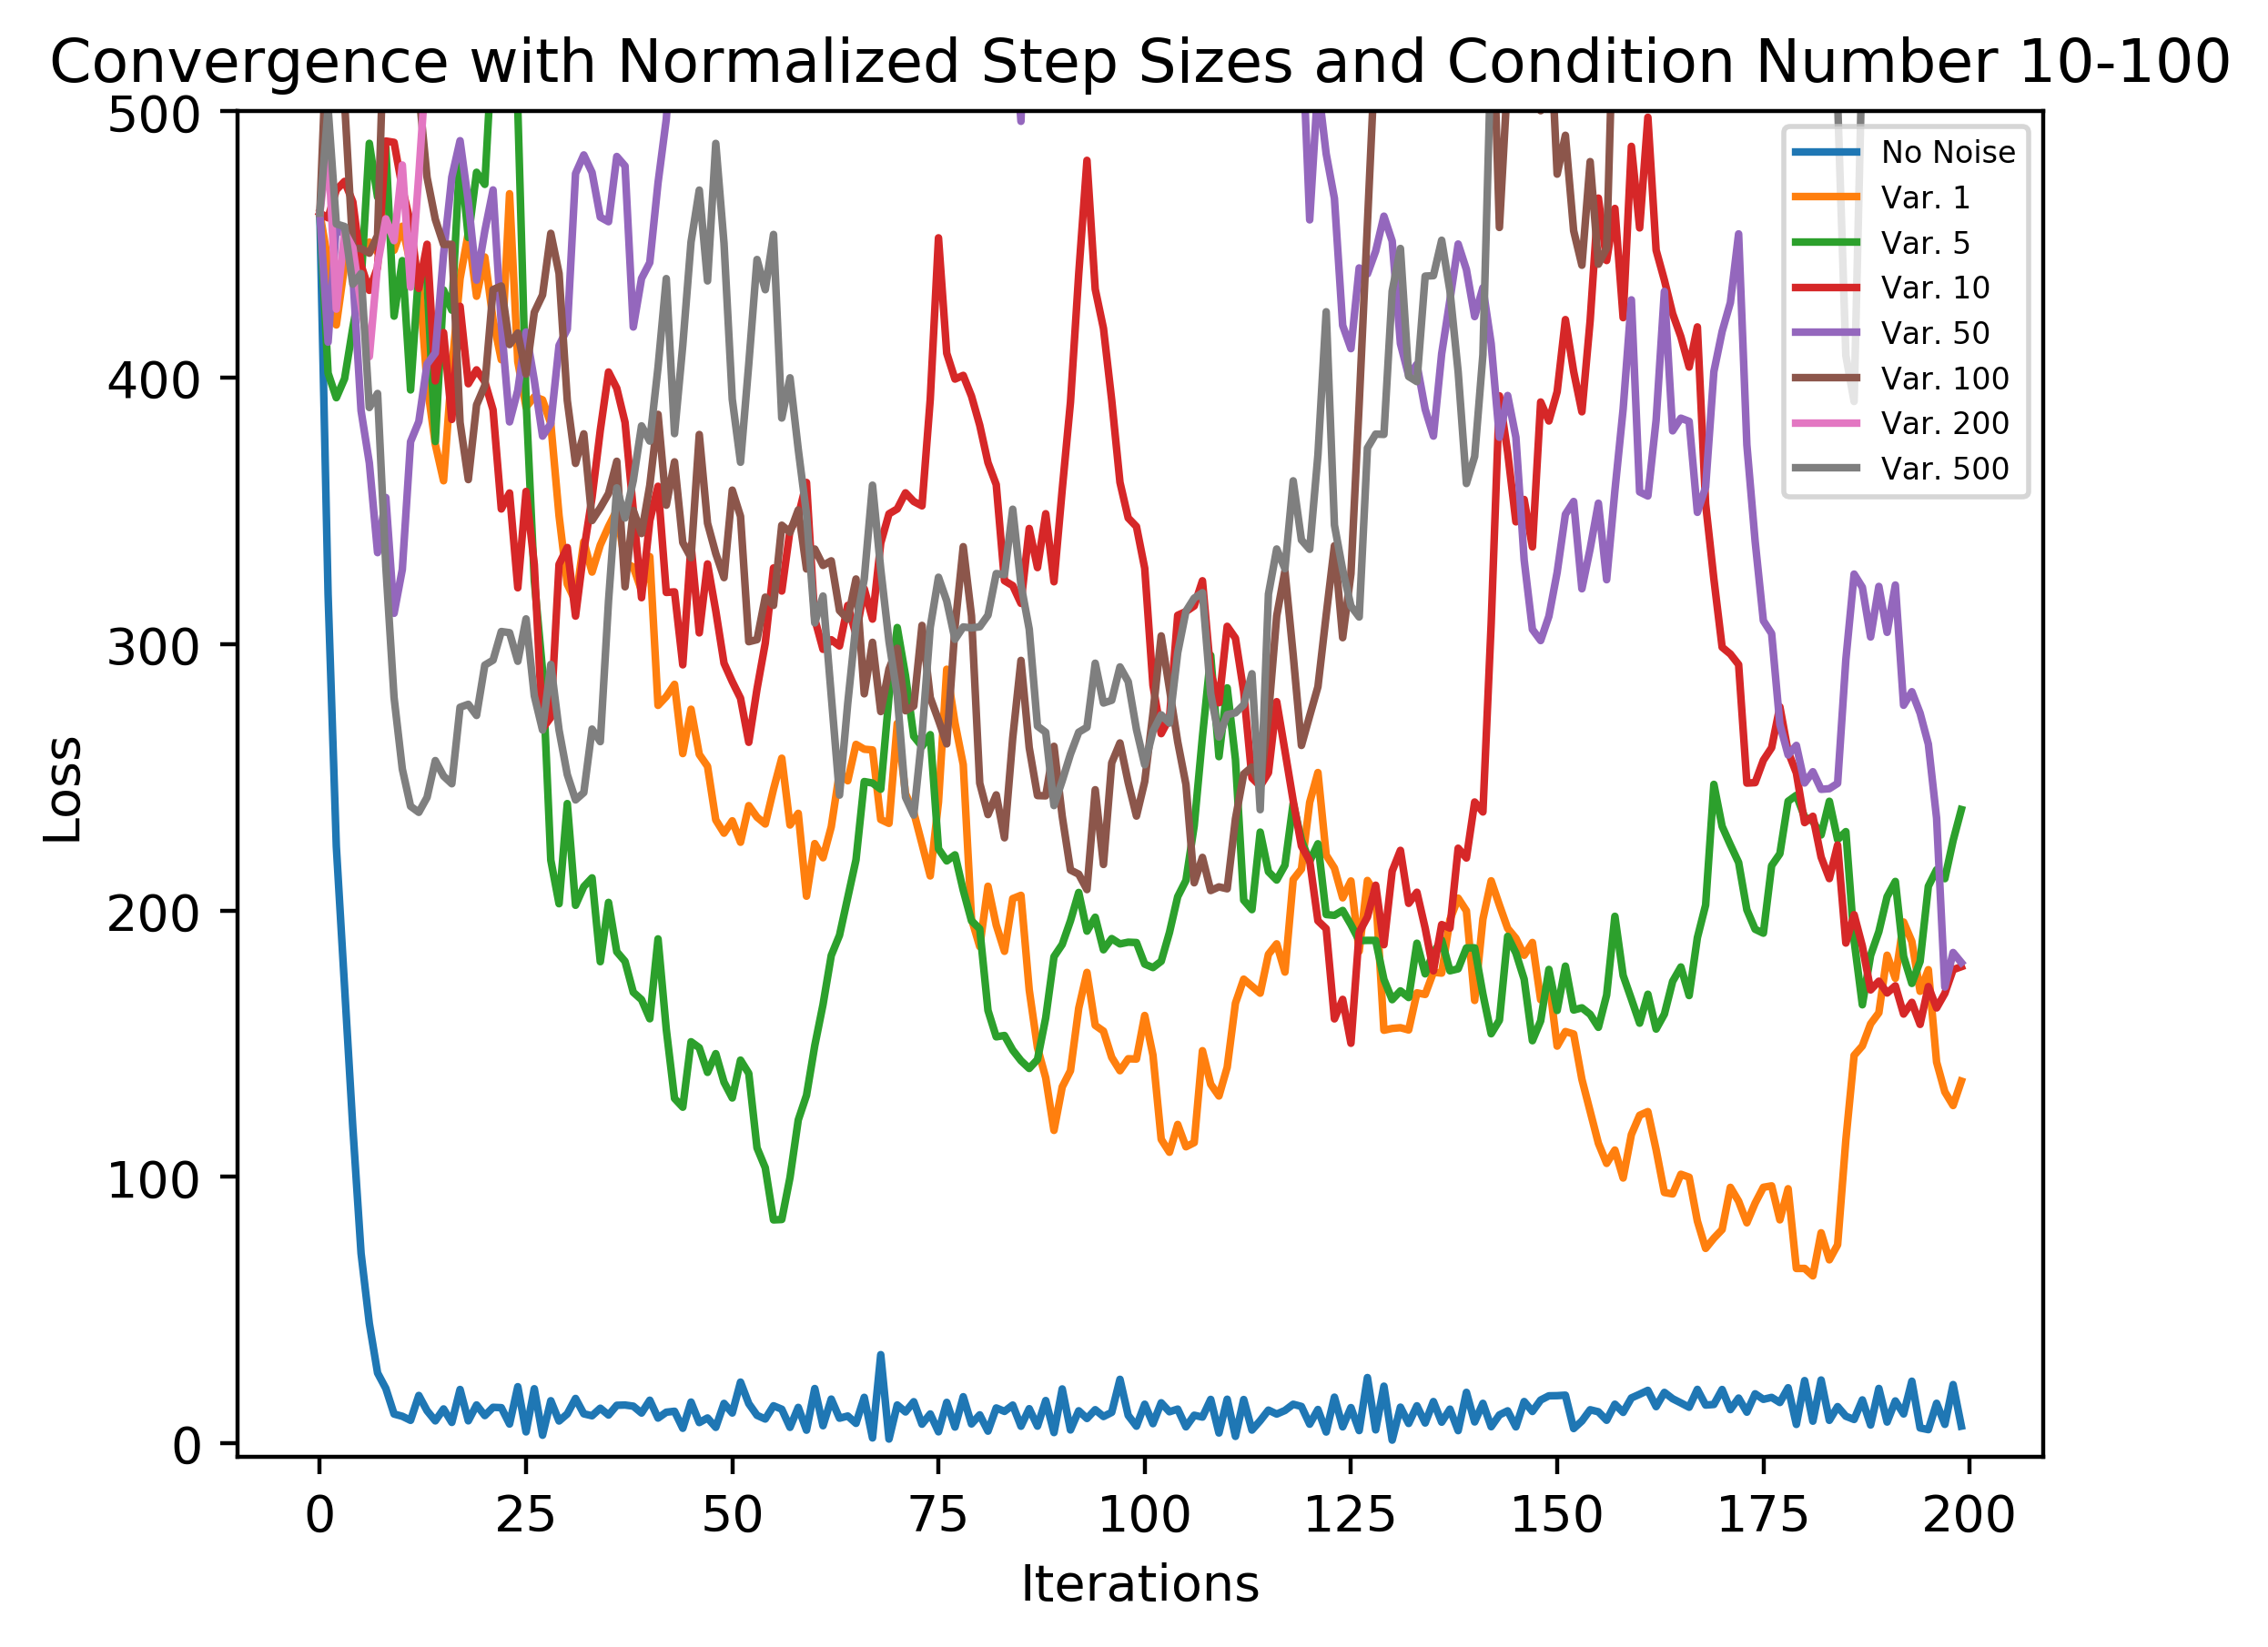 Convergence with Normalized Step Sizes and Condition Number 10-100
500
400
300
200
100
0
Loss
No Noise
Var. 1
Var. 5
Var. 10
Var. 50
Var. 100
Var. 200
Var. 500
0 25 50 75 100 125 150 175 200
Iterations